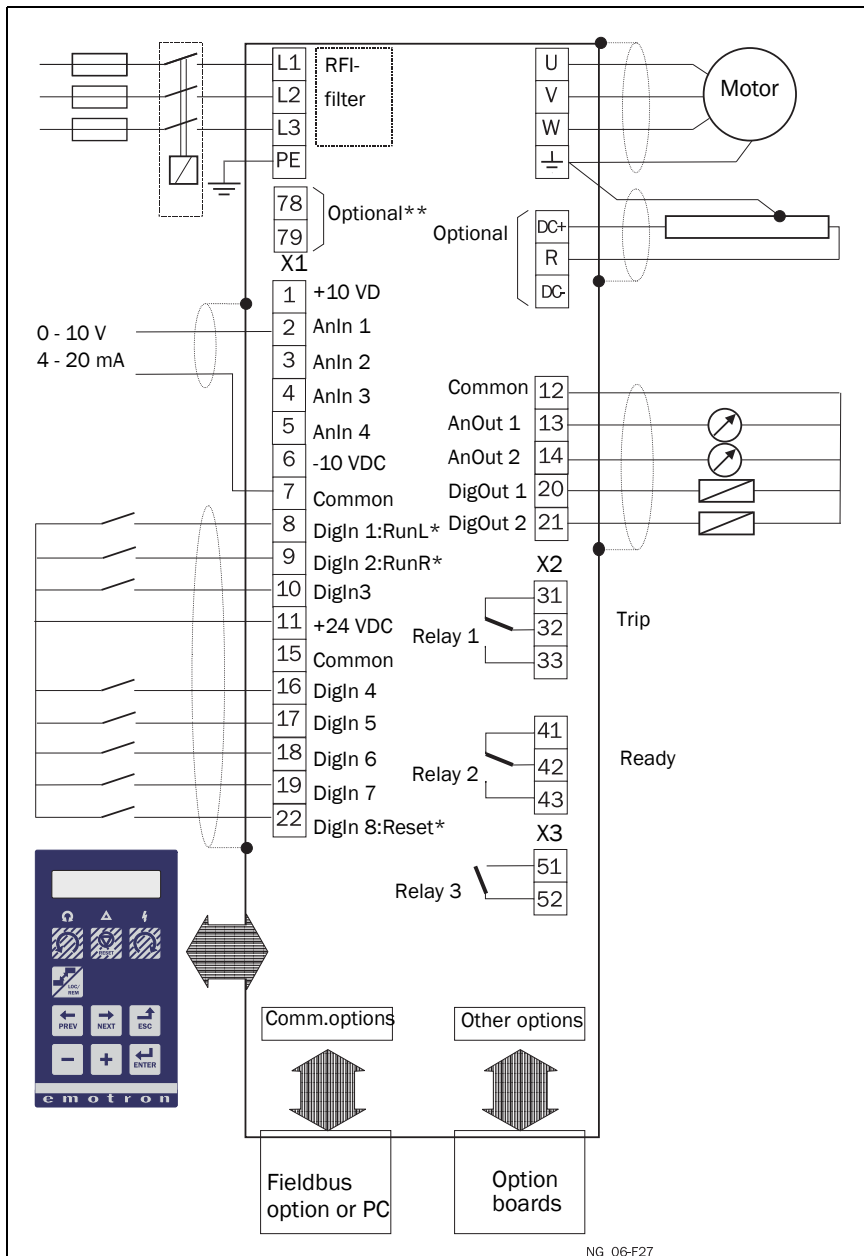 L1
RFI-
filter
L2
L3
PE
U
V
W
Motor
78
79
Optional**
X1
Optional
DC+
R
DC-
0 - 10 V
4 - 20 mA
1 +10 VD
2 AnIn 1
3 AnIn 2
4 AnIn 3
5 AnIn 4
6 -10 VDC
7 Common
8 DigIn 1:RunL*
9 DigIn 2:RunR*
10 DigIn3
11 +24 VDC
15 Common
16 DigIn 4
17 DigIn 5
18 DigIn 6
19 DigIn 7
22 DigIn 8:Reset*
Common 12
AnOut 1 13
AnOut 2 14
DigOut 1 20
DigOut 2 21
X2
31
32
33
Relay 1
Trip
41
42
43
Relay 2
Ready
X3
51
52
Relay 3
RESET
LOC/
REM
PREV
NEXT
ESC
ENTER
emotron
Comm.options
Other options
Fieldbus
option or PC
Option
boards
NG_06-F27